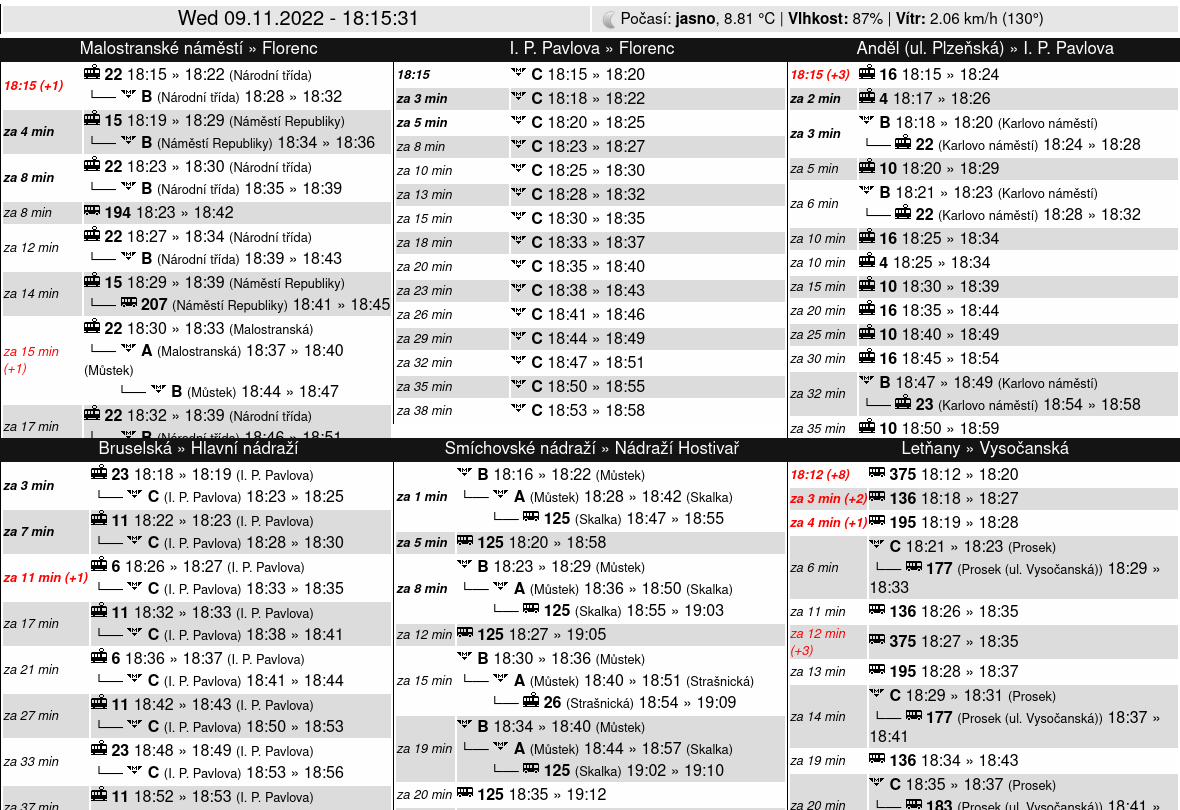 Wed 09.11.2022 - 18:15:31
Počasí: jasno, 8.81 °C | Vlhkost: 87% | Vítr: 2.06 km/h (130°)
Malostranské náměstí » Florenc
18:15 (+1)
22 18:15 » 18:22 (Národní třída)
B (Národní třída) 18:28 » 18:32
za 4 min
15 18:19 » 18:29 (Náměstí Republiky)
B (Náměstí Republiky) 18:34 » 18:36
za 8 min
22 18:23 » 18:30 (Národní třída)
B (Národní třída) 18:35 » 18:39
za 8 min
194 18:23 » 18:42
za 12 min
22 18:27 » 18:34 (Národní třída)
B (Národní třída) 18:39 » 18:43
za 14 min
15 18:29 » 18:39 (Náměstí Republiky)
207 (Náměstí Republiky) 18:41 » 18:45
za 15 min
(+1)
22 18:30 » 18:33 (Malostranská)
A (Malostranská) 18:37 » 18:40
(Můstek)
B (Můstek) 18:44 » 18:47
za 17 min
22 18:32 » 18:39 (Národní třída)
B (Národní třída) 18:46 » 18:51
I. P. Pavlova » Florenc
18:15 C 18:15 » 18:20
za 3 min C 18:18 » 18:22
za 5 min C 18:20 » 18:25
za 8 min C 18:23 » 18:27
za 10 min C 18:25 » 18:30
za 13 min C 18:28 » 18:32
za 15 min C 18:30 » 18:35
za 18 min C 18:33 » 18:37
za 20 min C 18:35 » 18:40
za 23 min C 18:38 » 18:43
za 26 min C 18:41 » 18:46
za 29 min C 18:44 » 18:49
za 32 min C 18:47 » 18:51
za 35 min C 18:50 » 18:55
za 38 min C 18:53 » 18:58
Anděl (ul. Plzeňská) » I. P. Pavlova
18:15 (+3) 16 18:15 » 18:24
za 2 min 4 18:17 » 18:26
za 3 min
B 18:18 » 18:20 (Karlovo náměstí)
22 (Karlovo náměstí) 18:24 » 18:28
za 5 min 10 18:20 » 18:29
za 6 min
B 18:21 » 18:23 (Karlovo náměstí)
22 (Karlovo náměstí) 18:28 » 18:32
za 10 min 16 18:25 » 18:34
za 10 min 4 18:25 » 18:34
za 15 min 10 18:30 » 18:39
za 20 min 16 18:35 » 18:44
za 25 min 10 18:40 » 18:49
za 30 min 16 18:45 » 18:54
za 32 min
B 18:47 » 18:49 (Karlovo náměstí)
23 (Karlovo náměstí) 18:54 » 18:58
za 35 min 10 18:50 » 18:59
Bruselská » Hlavní nádraží
za 3 min
23 18:18 » 18:19 (I. P. Pavlova)
C (I. P. Pavlova) 18:23 » 18:25
za 7 min
11 18:22 » 18:23 (I. P. Pavlova)
C (I. P. Pavlova) 18:28 » 18:30
za 11 min (+1)
6 18:26 » 18:27 (I. P. Pavlova)
C (I. P. Pavlova) 18:33 » 18:35
za 17 min
11 18:32 » 18:33 (I. P. Pavlova)
C (I. P. Pavlova) 18:38 » 18:41
za 21 min
6 18:36 » 18:37 (I. P. Pavlova)
C (I. P. Pavlova) 18:41 » 18:44
za 27 min
11 18:42 » 18:43 (I. P. Pavlova)
C (I. P. Pavlova) 18:50 » 18:53
za 33 min
23 18:48 » 18:49 (I. P. Pavlova)
C (I. P. Pavlova) 18:53 » 18:56
za 37 min
11 18:52 » 18:53 (I. P. Pavlova)
Smíchovské nádraží » Nádraží Hostivař
za 1 min
B 18:16 » 18:22 (Můstek)
A (Můstek) 18:28 » 18:42 (Skalka)
125 (Skalka) 18:47 » 18:55
za 5 min 125 18:20 » 18:58
za 8 min
B 18:23 » 18:29 (Můstek)
A (Můstek) 18:36 » 18:50 (Skalka)
125 (Skalka) 18:55 » 19:03
za 12 min 125 18:27 » 19:05
za 15 min
B 18:30 » 18:36 (Můstek)
A (Můstek) 18:40 » 18:51 (Strašnická)
26 (Strašnická) 18:54 » 19:09
za 19 min
B 18:34 » 18:40 (Můstek)
A (Můstek) 18:44 » 18:57 (Skalka)
125 (Skalka) 19:02 » 19:10
za 20 min 125 18:35 » 19:12
Letňany » Vysočanská
18:12 (+8) 375 18:12 » 18:20
za 3 min (+2) 136 18:18 » 18:27
za 4 min (+1) 195 18:19 » 18:28
za 6 min
C 18:21 » 18:23 (Prosek)
177 (Prosek (ul. Vysočanská)) 18:29 »
18:33
za 11 min 136 18:26 » 18:35
za 12 min
(+3)
375 18:27 » 18:35
za 13 min 195 18:28 » 18:37
za 14 min
C 18:29 » 18:31 (Prosek)
177 (Prosek (ul. Vysočanská)) 18:37 »
18:41
za 19 min 136 18:34 » 18:43
za 20 min
C 18:35 » 18:37 (Prosek)
183 (Prosek (ul. Vysočanská)) 18:41 »